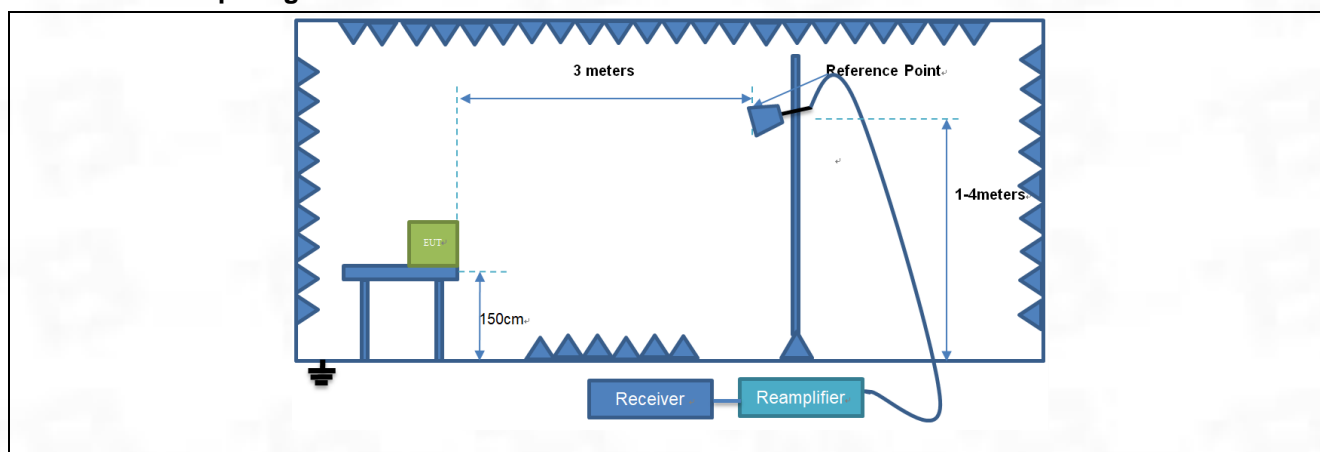 3 meters
Reference Point
1-4meters
EUT
150cm
Receiver
Reamplifier